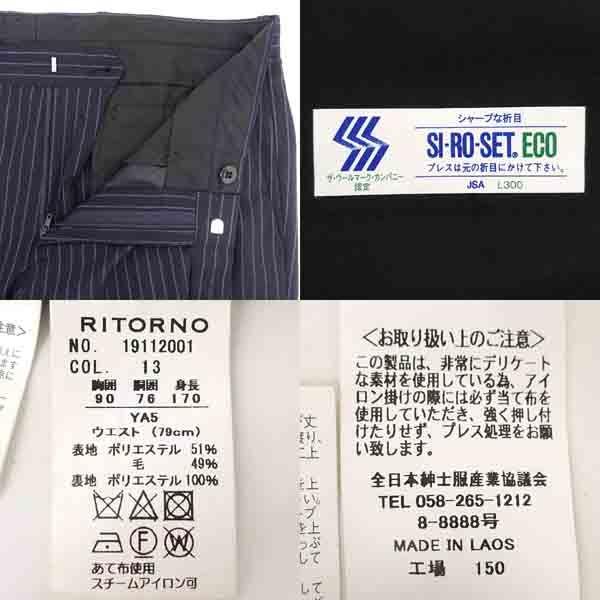 シャープな折目
SI-RO-SET. ECO
プレスは元の折目にかけて下さい。
ザ・ウールマーク・カンパニー
認定
JSA L300
RITORNO
NO. 19112001
COL. 13
胸囲 胴囲 身長
90 76 170
YA5
ウエスト (79cm)
表地 ポリエステル 51%
毛 49%
裏地 ポリエステル100%
あて布使用
スチームアイロン可
<お取り扱い上のご注意>
この製品は、非常にデリケート
な素材を使用している為、アイ
ロン掛けの際には必ず当て布を
使用していただき、強く押し付
けたりせず、プレス処理をお願
い致します。
全日本紳士服産業協議会
TEL 058-265-1212
8-8888号
MADE IN LAOS
工場 150